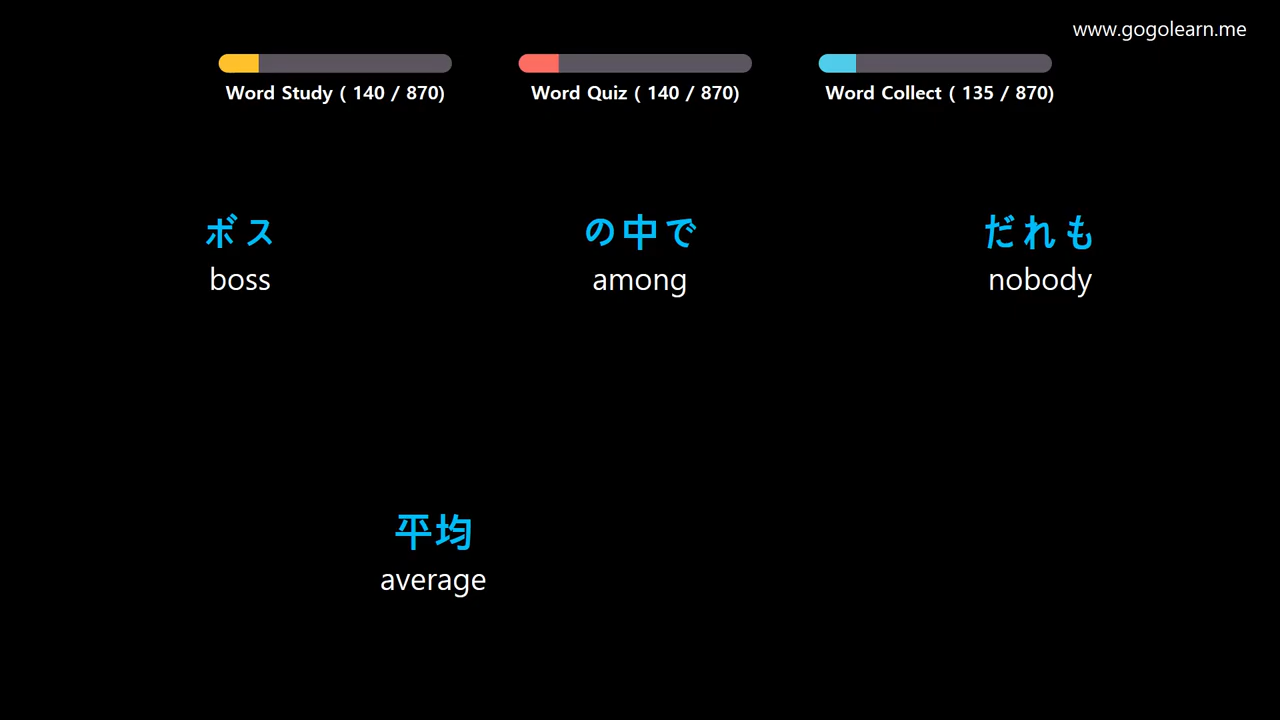 www.gogolearn.me
Word Study ( 140 / 870)
Word Quiz ( 140 / 870)
Word Collect ( 135 / 870)
ボス
boss
の中で
among
だれも
nobody
平均
average